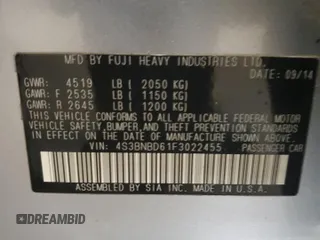 MFD BY FUJI HEAVY INDUSTRIES LTD.
DATE: 09/14
GVWR: 4519 LB ( 2050 KG)
GAWR: F 2535 LB ( 1150 KG)
GAWR: R 2645 LB ( 1200 KG)
THIS VEHICLE CONFORMS TO ALL APPLICABLE FEDERAL MOTOR
VEHICLE SAFETY, BUMPER, AND THEFT PREVENTION STANDARDS
IN EFFECT ON THE DATE OF MANUFACTURE SHOWN ABOVE.
VIN: 4S3BNBD61F3022455
PASSENGER CAR
ASSEMBLED BY SIA INC. MADE IN U.S.A.
©DREAMBID